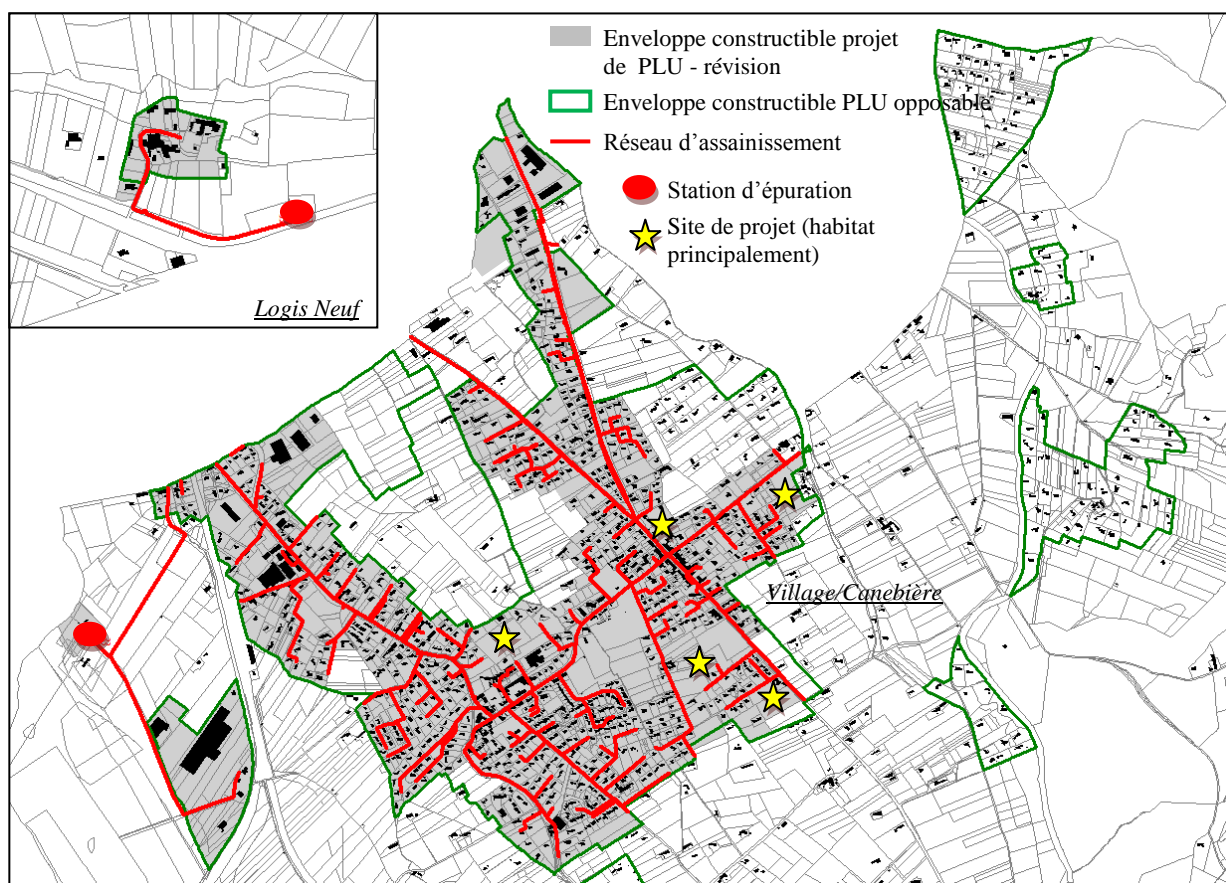 Enveloppe constructible projet
de PLU - révision
Enveloppe constructible PLU opposable
Réseau d'assainissement
Station d'épuration
Site de projet (habitat
principalement)
Logis Neuf
Village/Canebière